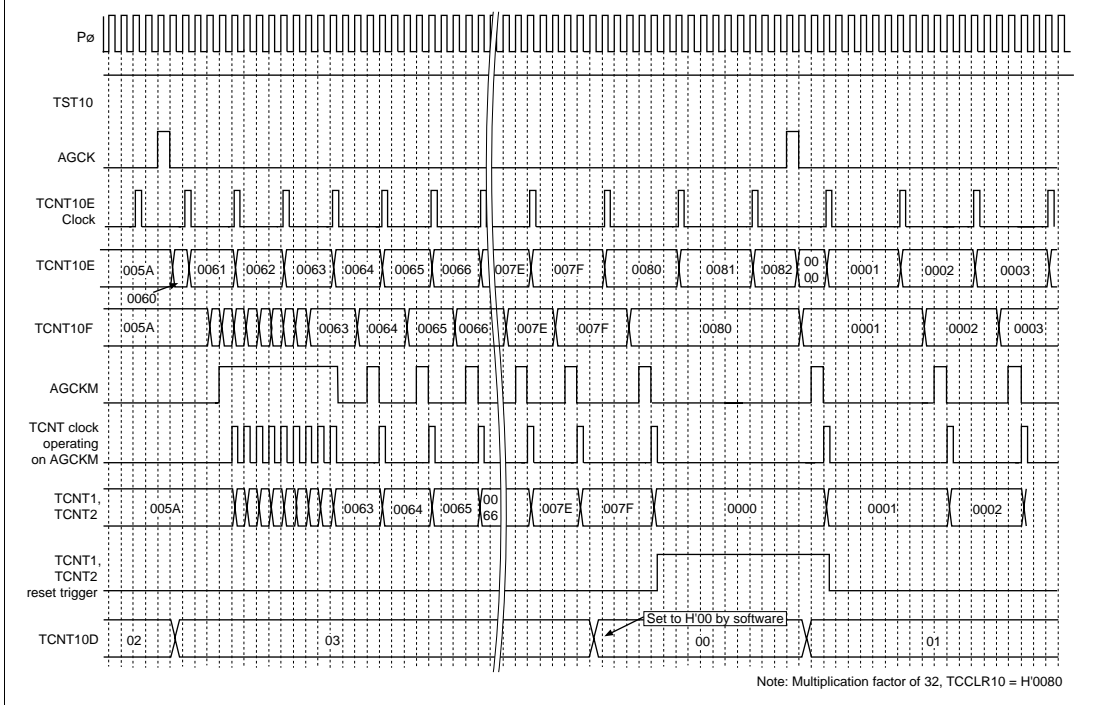 Pø
TST10
AGCK
TCNT10E
Clock
TCNT10E
005A
0061
0062
0063
0064
0065
0066
007E
007F
0080
0081
0082
00
00
0001
0002
0003
0060
TCNT10F
005A
0063
0064
0065
0066
007E
007F
0080
0001
0002
0003
AGCKM
TCNT clock
operating
on AGCKM
TCNT1,
TCNT2
005A
0063
0064
0065
00
66
007E
007F
0000
0001
0002
TCNT1,
TCNT2
reset trigger
Set to H'00 by software
TCNT10D
02
03
00
01
Note: Multiplication factor of 32, TCCLR10 = H'0080